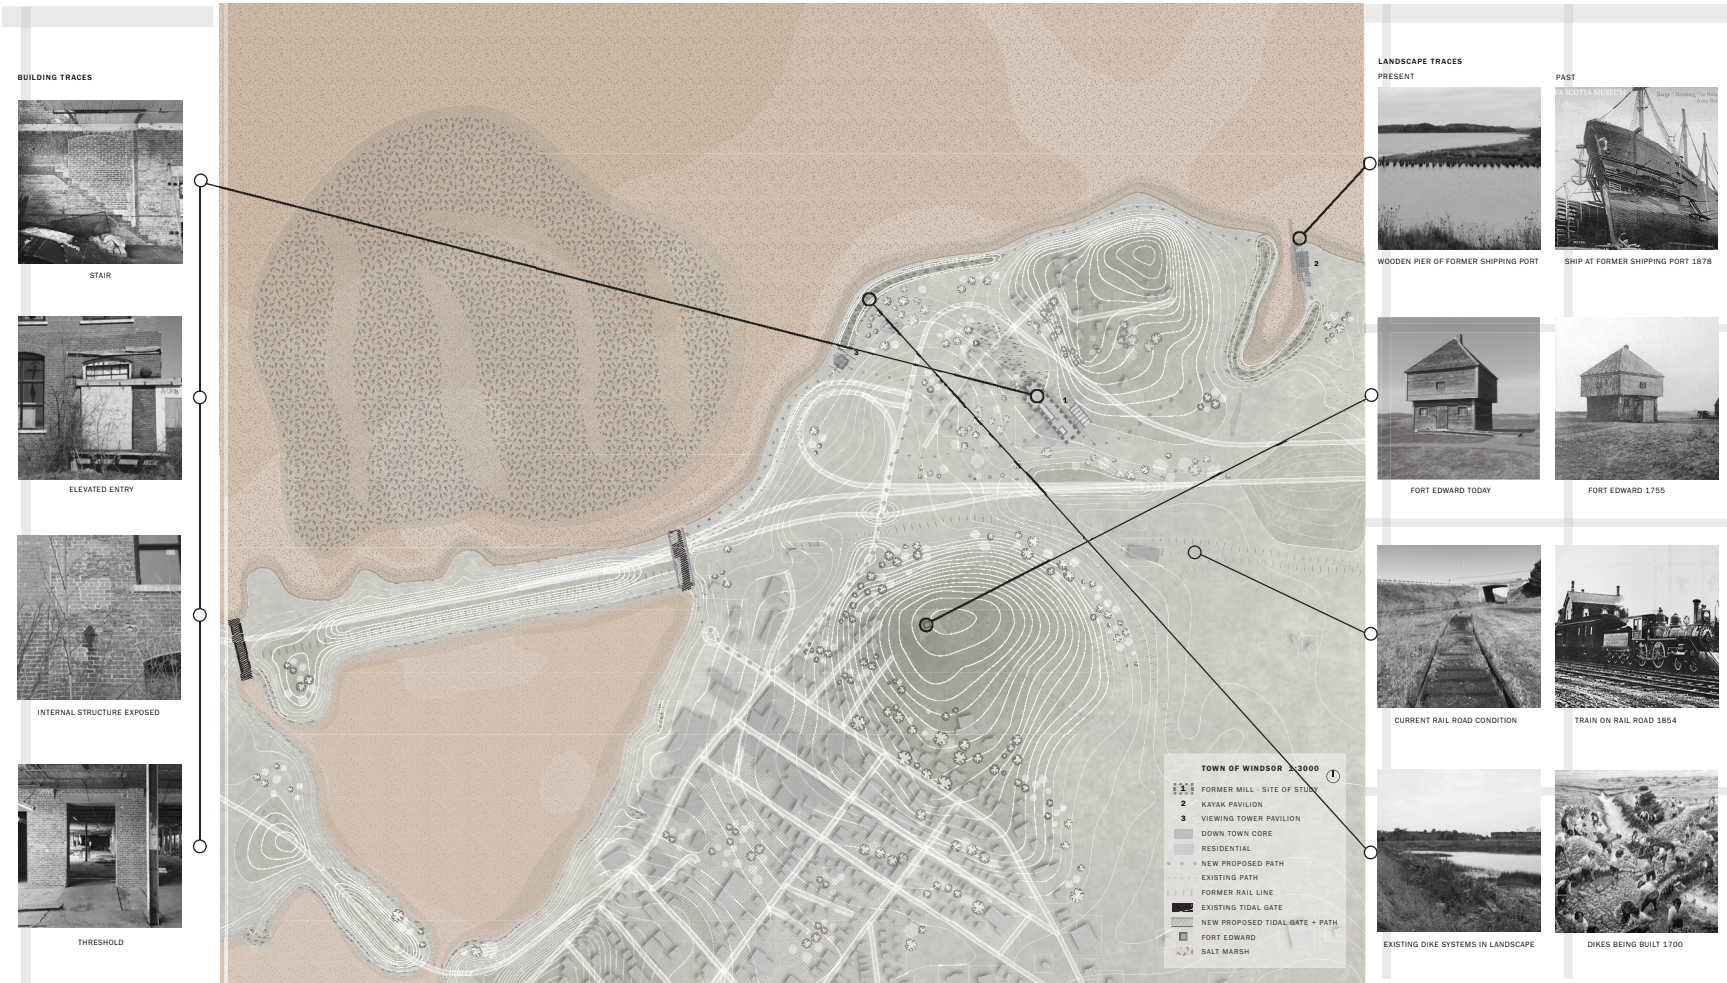 BUILDING TRACES
STAIR
ELEVATED ENTRY
INTERNAL STRUCTURE EXPOSED
THRESHOLD
3
1
2
TOWN OF WINDSOR 1:3000
1 FORMER MILL - SITE OF STUDY
2 KAYAK PAVILION
3 VIEWING TOWER PAVILION
DOWN TOWN CORE
RESIDENTIAL
NEW PROPOSED PATH
EXISTING PATH
FORMER RAIL LINE
EXISTING TIDAL GATE
NEW PROPOSED TIDAL GATE + PATH
FORT EDWARD
SALT MARSH
LANDSCAPE TRACES
PRESENT
PAST
WOODEN PIER OF FORMER SHIPPING PORT
SHIP AT FORMER SHIPPING PORT 1878
FORT EDWARD TODAY
FORT EDWARD 1755
CURRENT RAIL ROAD CONDITION
TRAIN ON RAIL ROAD 1854
EXISTING DIKE SYSTEMS IN LANDSCAPE
DIKES BEING BUILT 1700